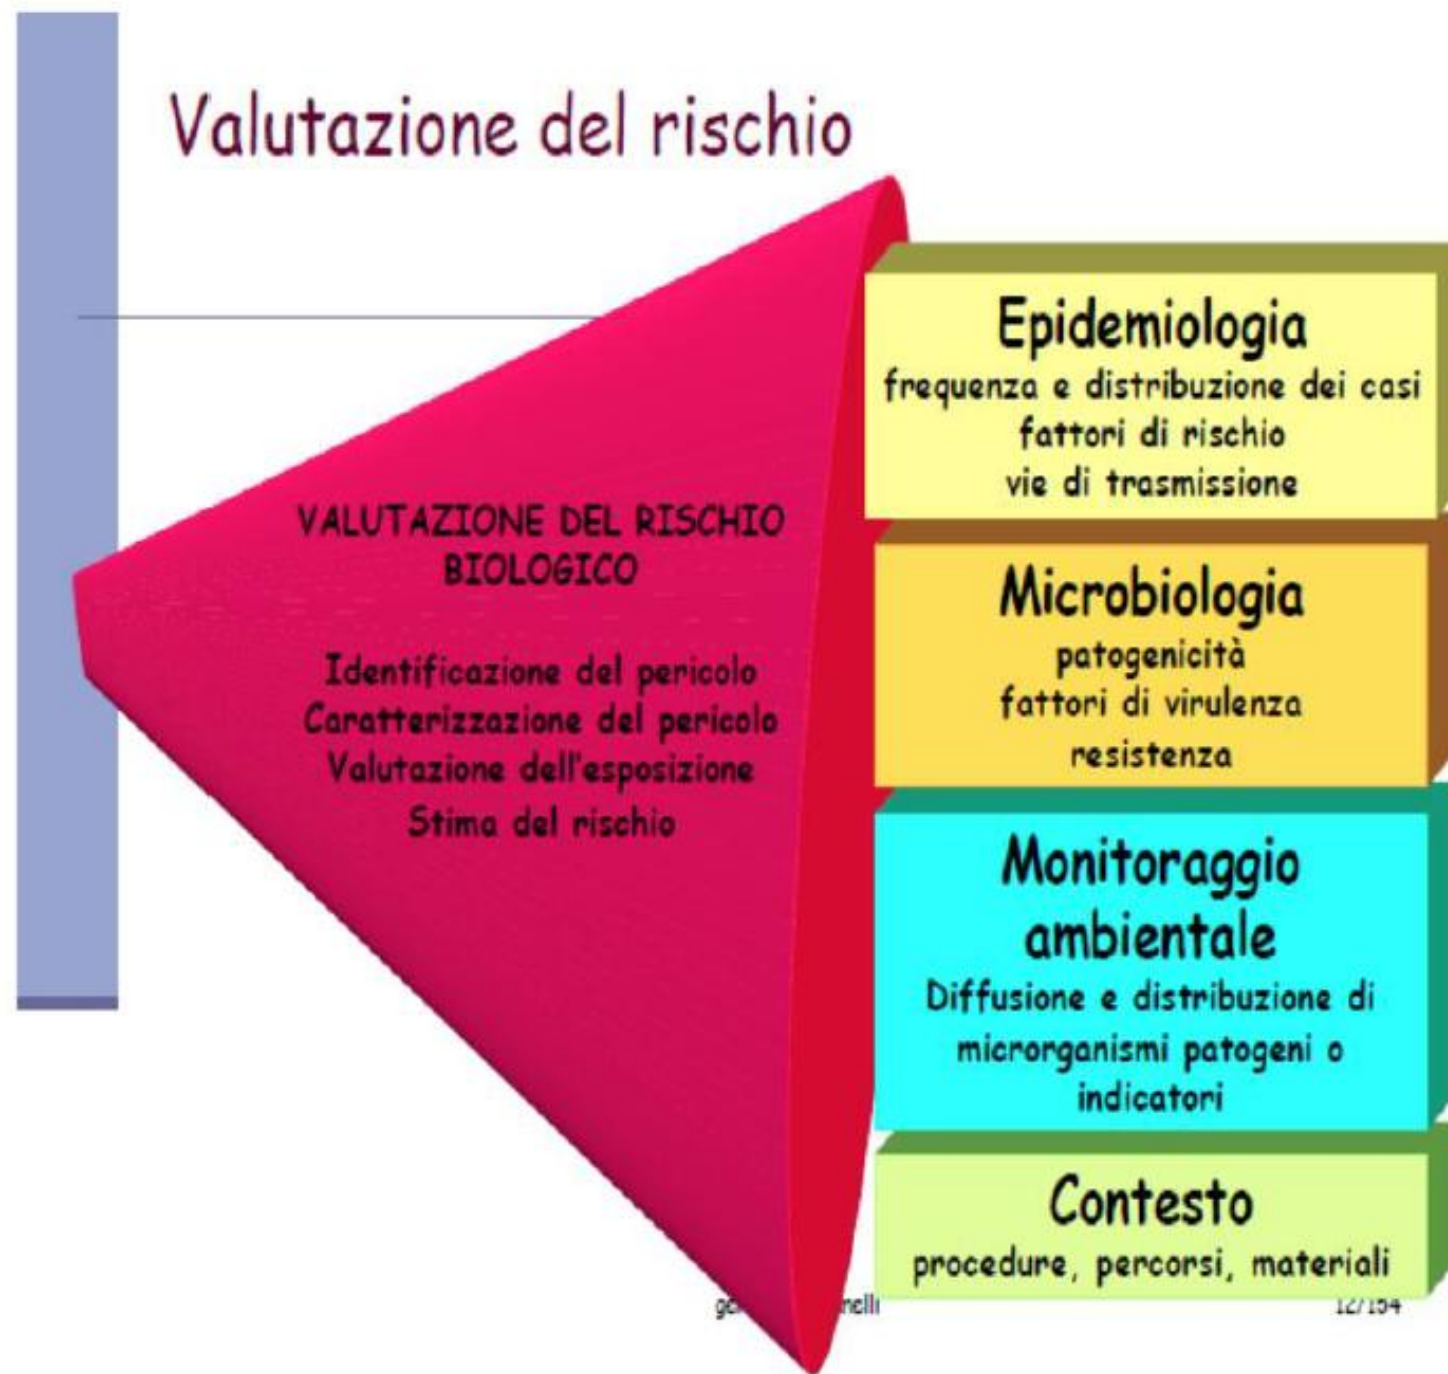 Valutazione del rischio
VALUTAZIONE DEL RISCHIO
BIOLOGICO
Identificazione del pericolo
Caratterizzazione del pericolo
Valutazione dell'esposizione
Stima del rischio
Epidemiologia
frequenza e distribuzione dei casi
fattori di rischio
vie di trasmissione
Microbiologia
patogenicità
fattori di virulenza
resistenza
Monitoraggio
ambientale
Diffusione e distribuzione di
microrganismi patogeni o
indicatori
Contesto
procedure, percorsi, materiali
12/154